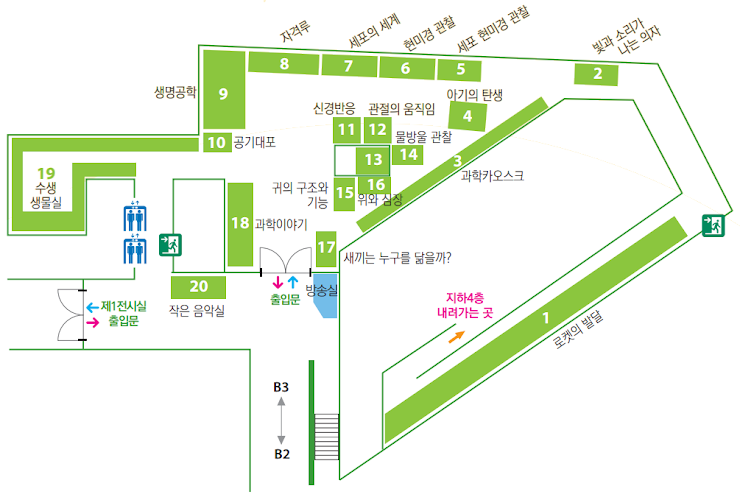 자격루
세포의 세계
현미경 관찰
세포 현미경 관찰
빛과 소리가
나는 의자
8
7
6
5
2
생명공학
9
아기의 탄생
4
신경반응
관절의 움직임
11
12
물방울 관찰
10
공기대포
13
14
3
과학카오스크
19
수생
생물실
귀의 구조와
기능
15
16
위와 심장
18
과학이야기
17
새끼는 누구를 닮을까?
20
작은 음악실
출입문
방송실
제1전시실
출입문
지하4층
내려가는 곳
1
로켓의 발달
B3
B2